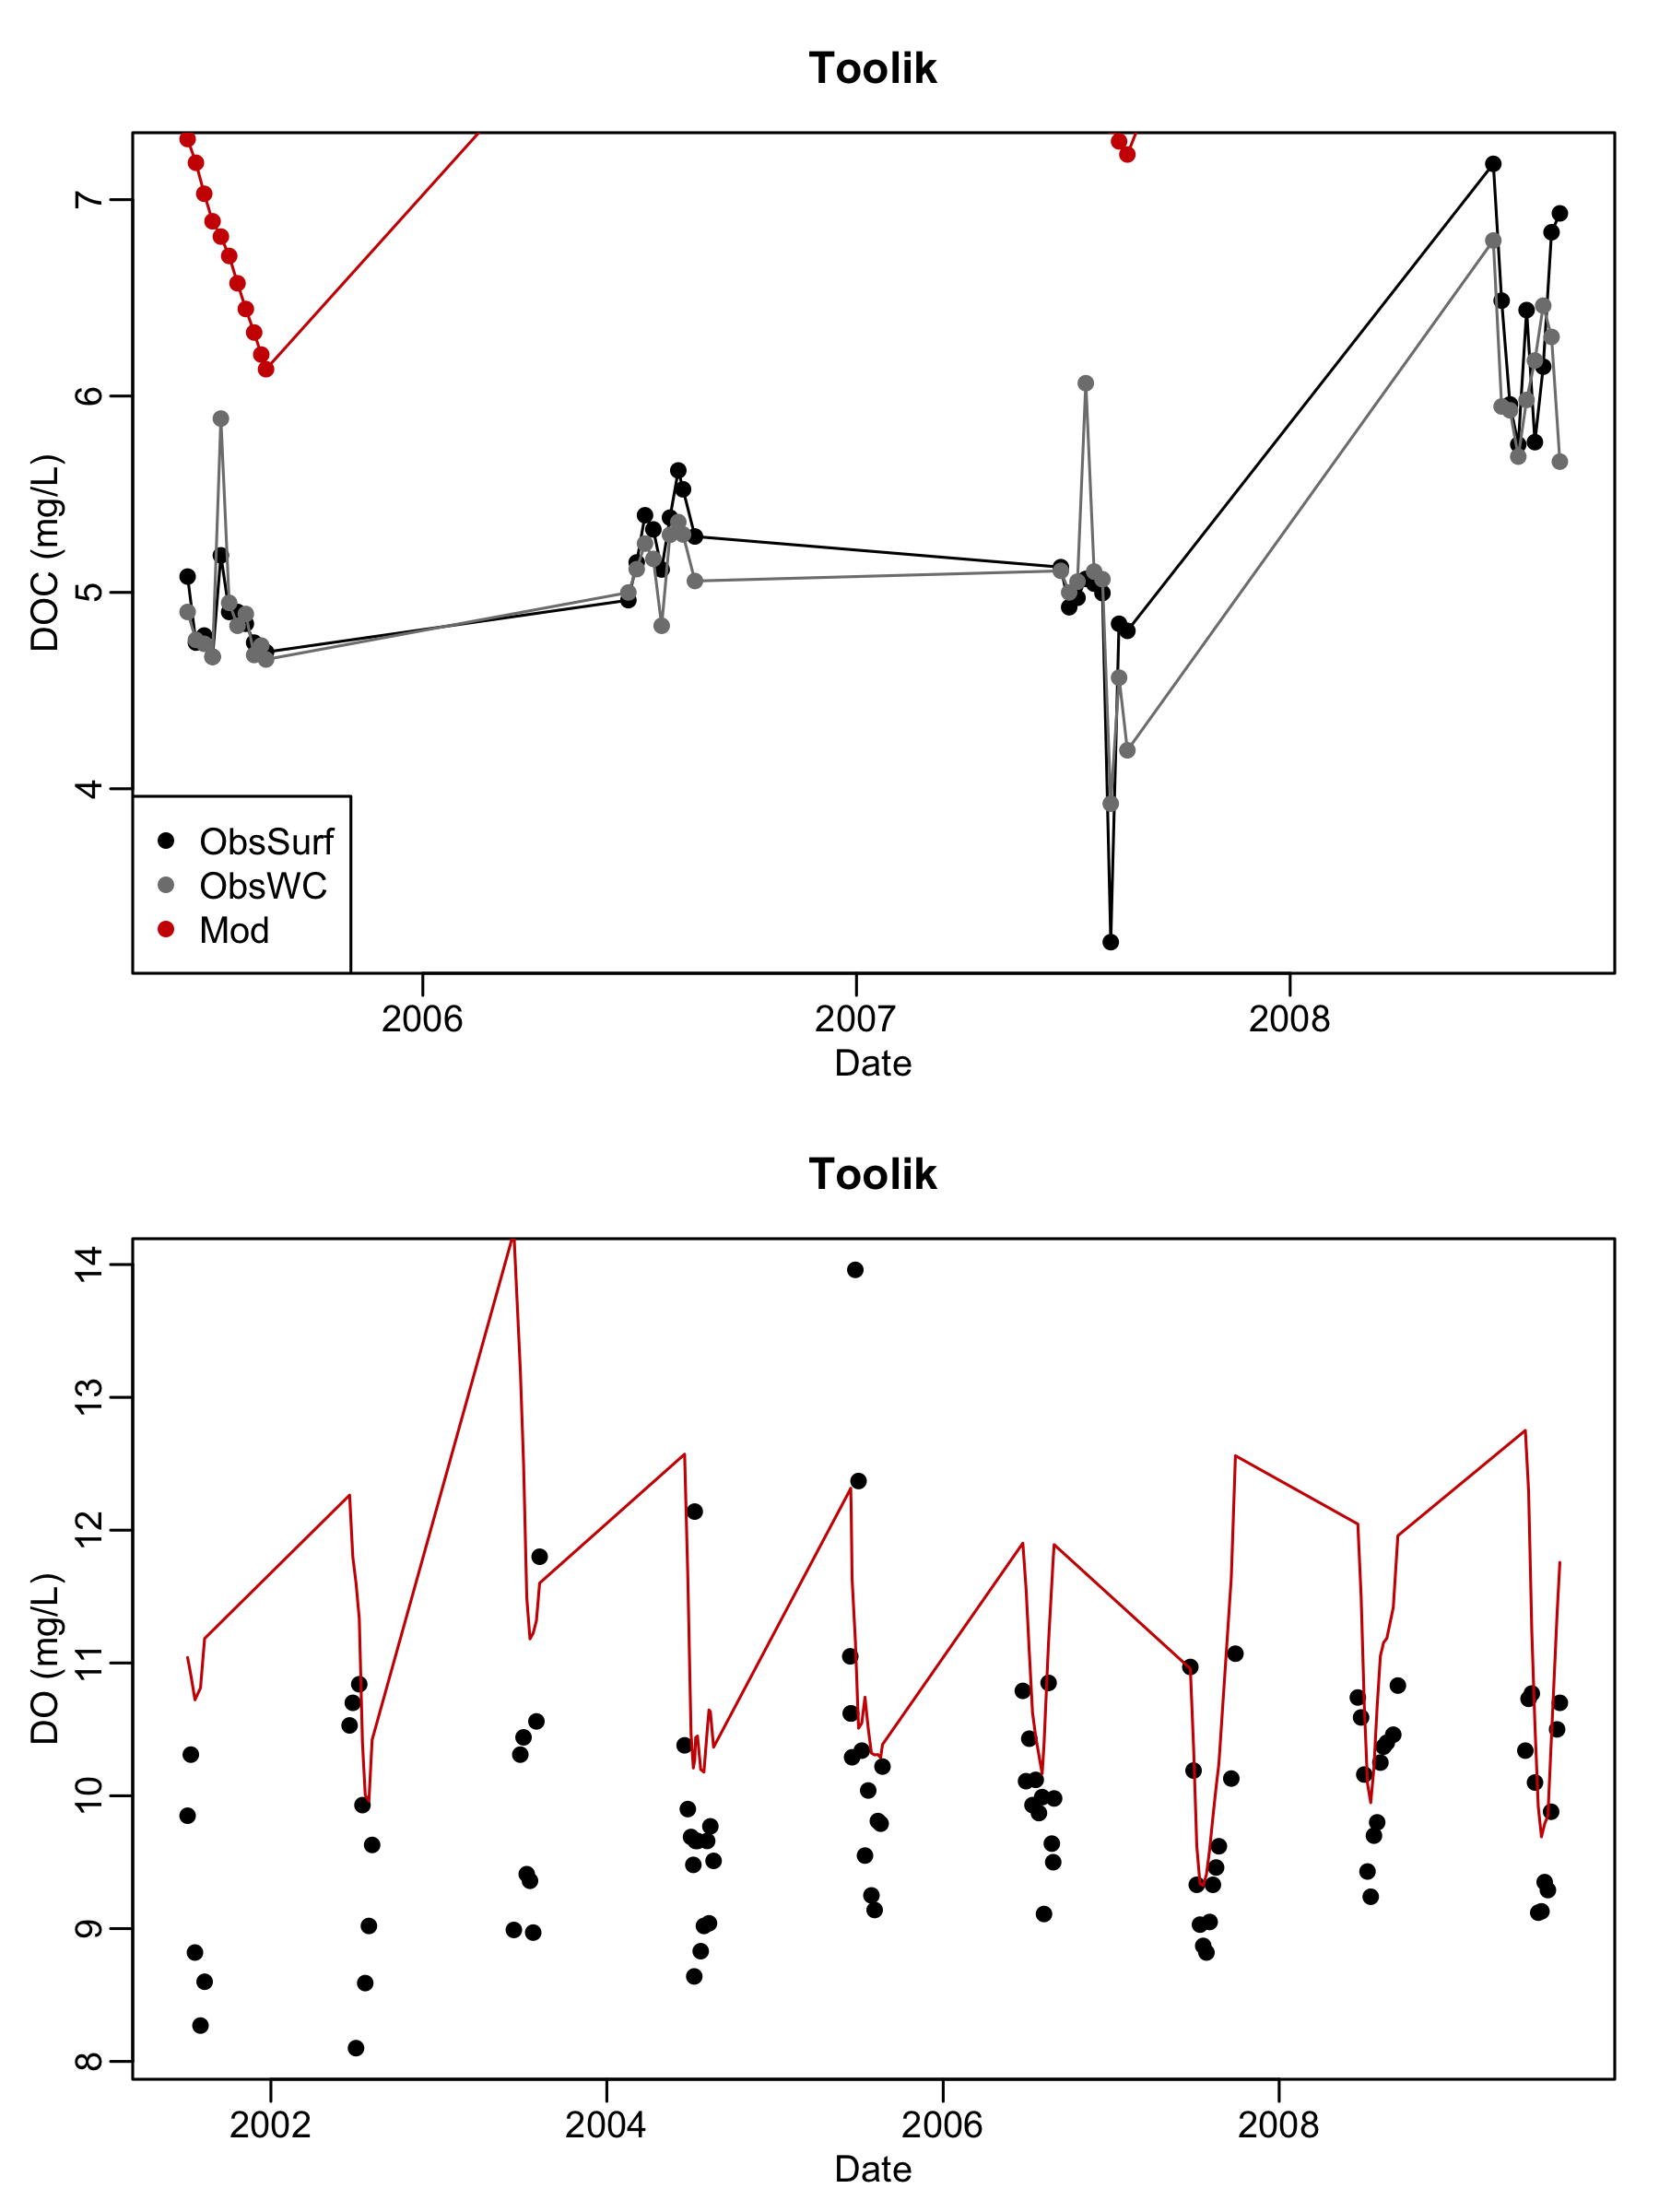 Toolik
DOC (mg/L)
7
6
5
4
ObsSurf
ObsWC
Mod
2006 2007 2008
Date
Toolik
DO (mg/L)
14
13
12
11
10
9
8
2002 2004 2006 2008
Date